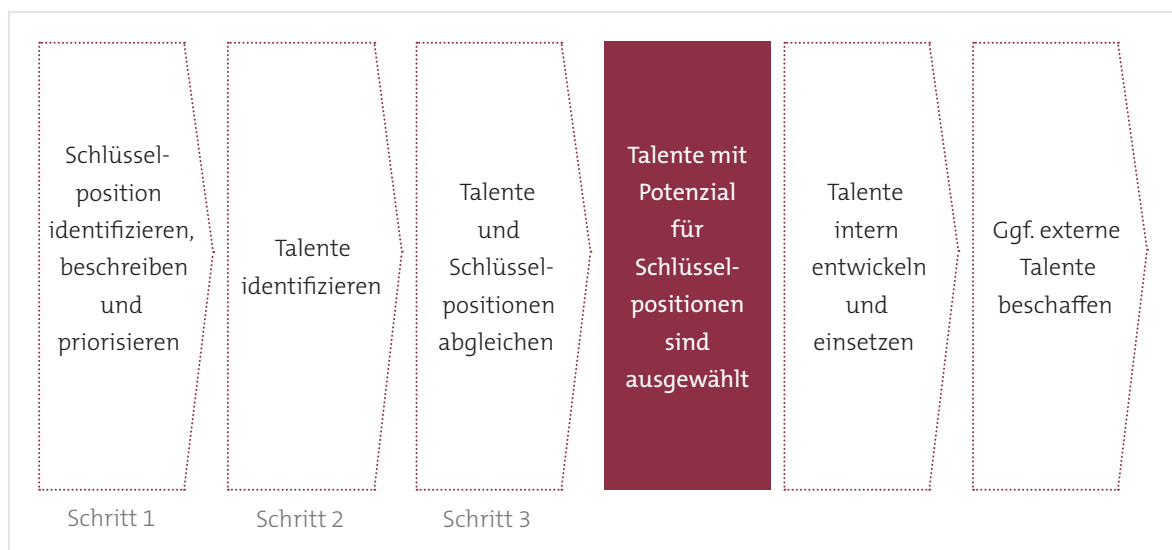 Schlüssel-
position
identifizieren,
beschreiben
und
priorisieren
Talente
identifizieren
Talente
und
Schlüssel-
positionen
abgleichen
Talente mit
Potenzial
für
Schlüssel-
positionen
sind
ausgewählt
Talente
intern
entwickeln
und
einsetzen
Ggf. externe
Talente
beschaffen
Schritt 1
Schritt 2
Schritt 3